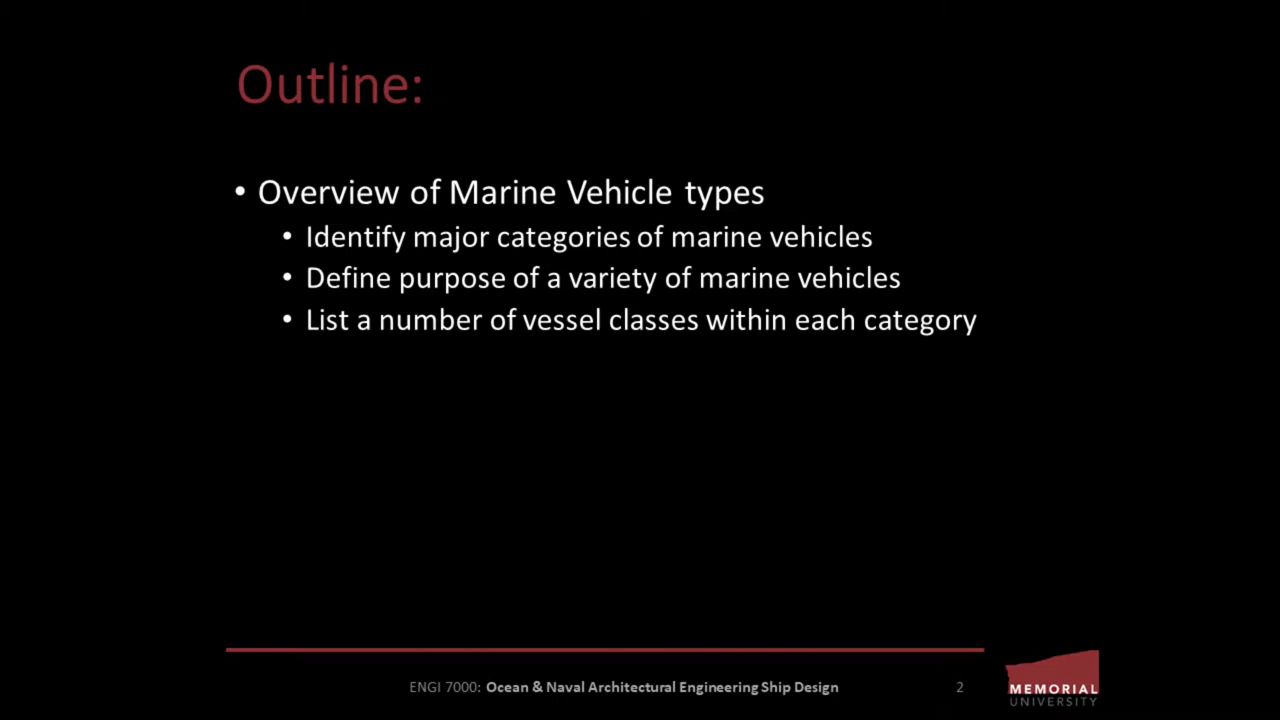 Outline:
• Overview of Marine Vehicle types
• Identify major categories of marine vehicles
• Define purpose of a variety of marine vehicles
• List a number of vessel classes within each category
ENGI 7000: Ocean & Naval Architectural Engineering Ship Design
2
MEMORIAL
UNIVERSITY